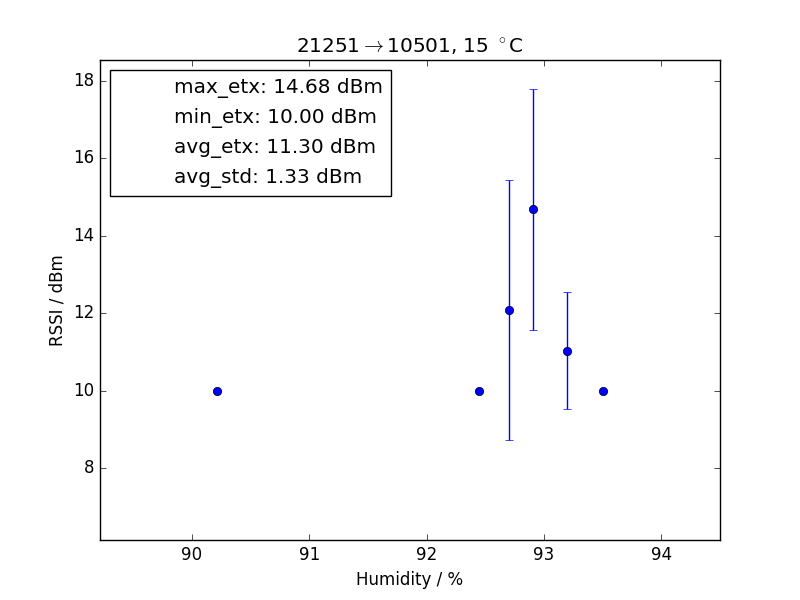 21251→10501, 15 °C
max_etx: 14.68 dBm
min_etx: 10.00 dBm
avg_etx: 11.30 dBm
avg_std: 1.33 dBm
RSSI / dBm
18
16
14
12
10
8
90 91 92 93 94
Humidity / %